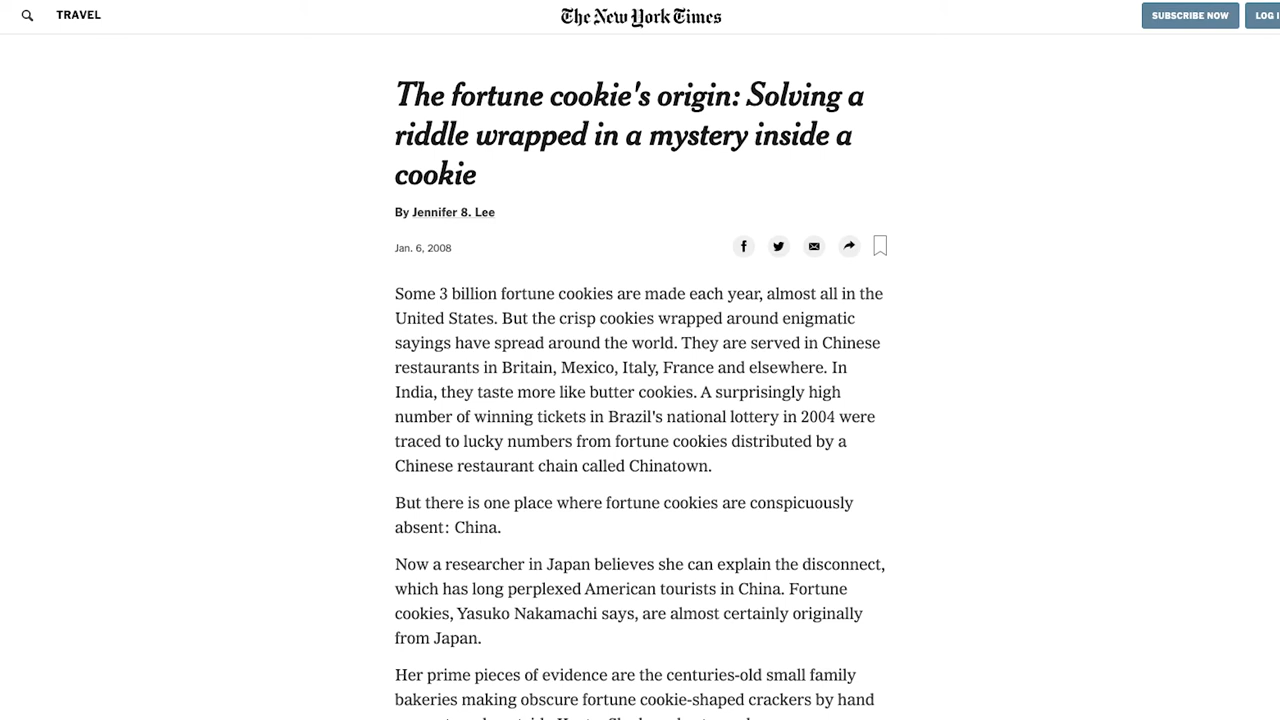 TRAVEL
The New York Times
SUBSCRIBE NOW
LOG I
The fortune cookie's origin: Solving a
riddle wrapped in a mystery inside a
cookie
By Jennifer 8. Lee
Jan. 6, 2008
Some 3 billion fortune cookies are made each year, almost all in the
United States. But the crisp cookies wrapped around enigmatic
sayings have spread around the world. They are served in Chinese
restaurants in Britain, Mexico, Italy, France and elsewhere. In
India, they taste more like butter cookies. A surprisingly high
number of winning tickets in Brazil's national lottery in 2004 were
traced to lucky numbers from fortune cookies distributed by a
Chinese restaurant chain called Chinatown.
But there is one place where fortune cookies are conspicuously
absent: China.
Now a researcher in Japan believes she can explain the disconnect,
which has long perplexed American tourists in China. Fortune
cookies, Yasuko Nakamachi says, are almost certainly originally
from Japan.
Her prime pieces of evidence are the centuries-old small family
bakeries making obscure fortune cookie-shaped crackers by hand